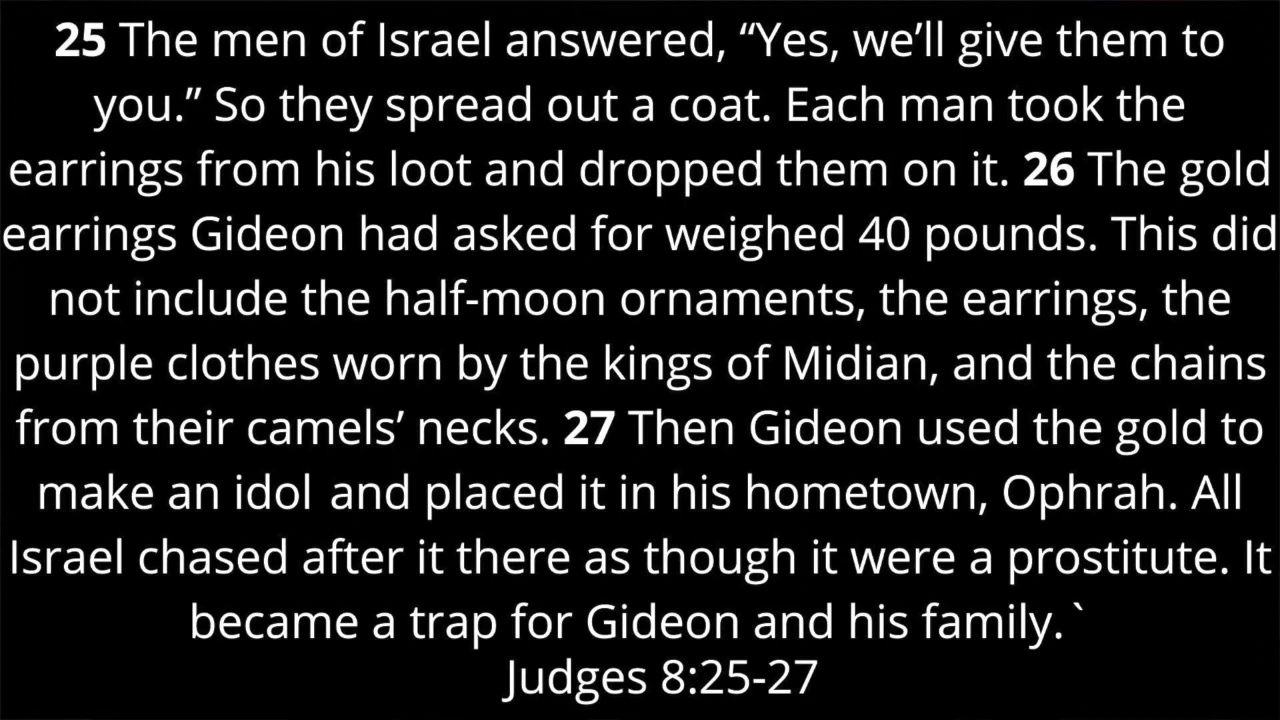 25 The men of Israel answered, “Yes, we’ll give them to
you.” So they spread out a coat. Each man took the
earrings from his loot and dropped them on it. 26 The gold
earrings Gideon had asked for weighed 40 pounds. This did
not include the half-moon ornaments, the earrings, the
purple clothes worn by the kings of Midian, and the chains
from their camels’ necks. 27 Then Gideon used the gold to
make an idol and placed it in his hometown, Ophrah. All
Israel chased after it there as though it were a prostitute. It
became a trap for Gideon and his family. `
Judges 8:25-27